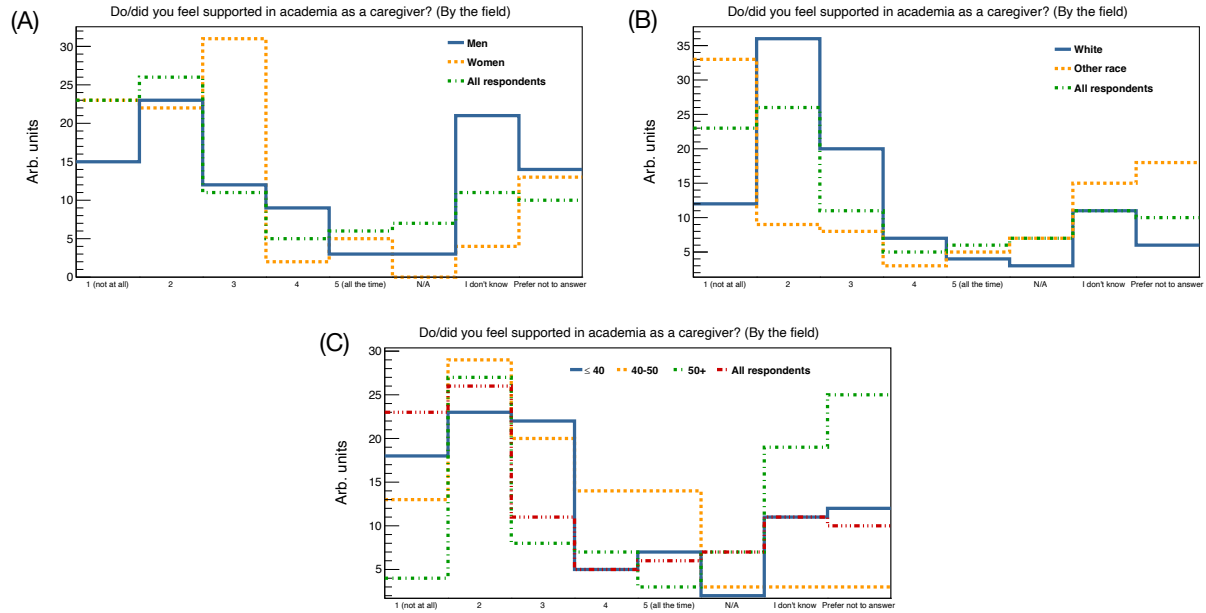 (A)
Do/did you feel supported in academia as a caregiver? (By the field)
Arb. units
30
25
20
15
10
5
0
Men
Women
All respondents
1 (not at all) 2 3 4 5 (all the time) N/A I don't know Prefer not to answer
(B)
Do/did you feel supported in academia as a caregiver? (By the field)
Arb. units
35
30
25
20
15
10
5
White
Other race
All respondents
1 (not at all) 2 3 4 5 (all the time) N/A I don't know Prefer not to answer
(C)
Do/did you feel supported in academia as a caregiver? (By the field)
Arb. units
30
25
20
15
10
5
≤ 40 40-50 50+ All respondents
1 (not at all) 2 3 4 5 (all the time) N/A I don't know Prefer not to answer